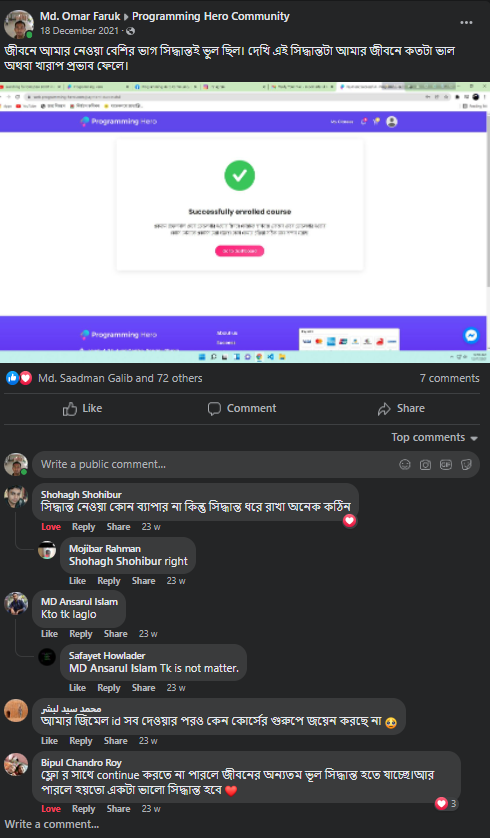 Md. Omar Faruk ▸ Programming Hero Community
18 December 2021 ·
জীবনে আমার নেওয়া বেশির ভাগ সিদ্ধান্তই ভুল ছিল। দেখি এই সিদ্ধান্তটা আমার জীবনে কতটা ভাল
অথবা খারাপ প্রভাব ফেলে।
Programming Hero
Successfully enrolled course
Programming Hero
About Us
Md. Saadman Galib and 72 others
7 comments
Like
Comment
Share
Top comments
Write a public comment...
GIF
Shohagh Shohibur
সিদ্ধান্ত নেওয়া কোন ব্যাপার না কিন্তু সিদ্ধান্ত ধরে রাখা অনেক কঠিন
Love Reply Share 23 w
Mojibar Rahman
Shohagh Shohibur right
Like Reply Share 23 w
MD Ansarul Islam
Kto tk laglo
Like Reply Share 23 w
Safayet Howlader
MD Ansarul Islam Tk is not matter.
Like Reply Share 23 w
محمد سيد لبشر
আমার জিমেল id সব দেওয়ার পরও কেন কোর্সের গুরুপে জয়েন করছে না 🥺
Like Reply Share 23 w
Bipul Chandro Roy
ফ্লো র সাথে continue করতে না পারলে জীবনের অন্যতম ভূল সিদ্ধান্ত হতে যাচ্ছে।আর
পারলে হয়তো একটা ভালো সিদ্ধান্ত হবে ❤️
3
Love Reply Share 23 w
Write a comment...